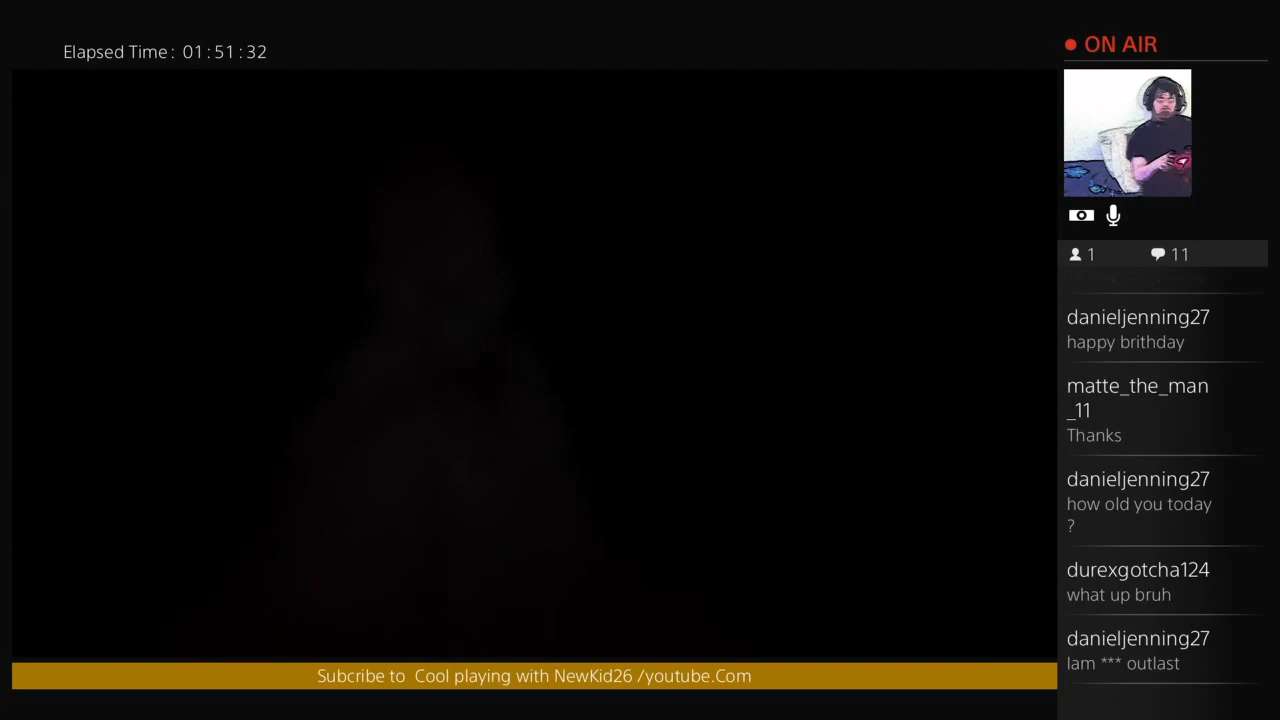 Elapsed Time: 01:51:32
ON AIR
1
11
danieljenning27
happy brithday
matte_the_man
_11
Thanks
danieljenning27
how old you today
?
durexgotcha124
what up bruh
danieljenning27
Iam *** outlast
Subcribe to Cool playing with NewKid26 /youtube.Com